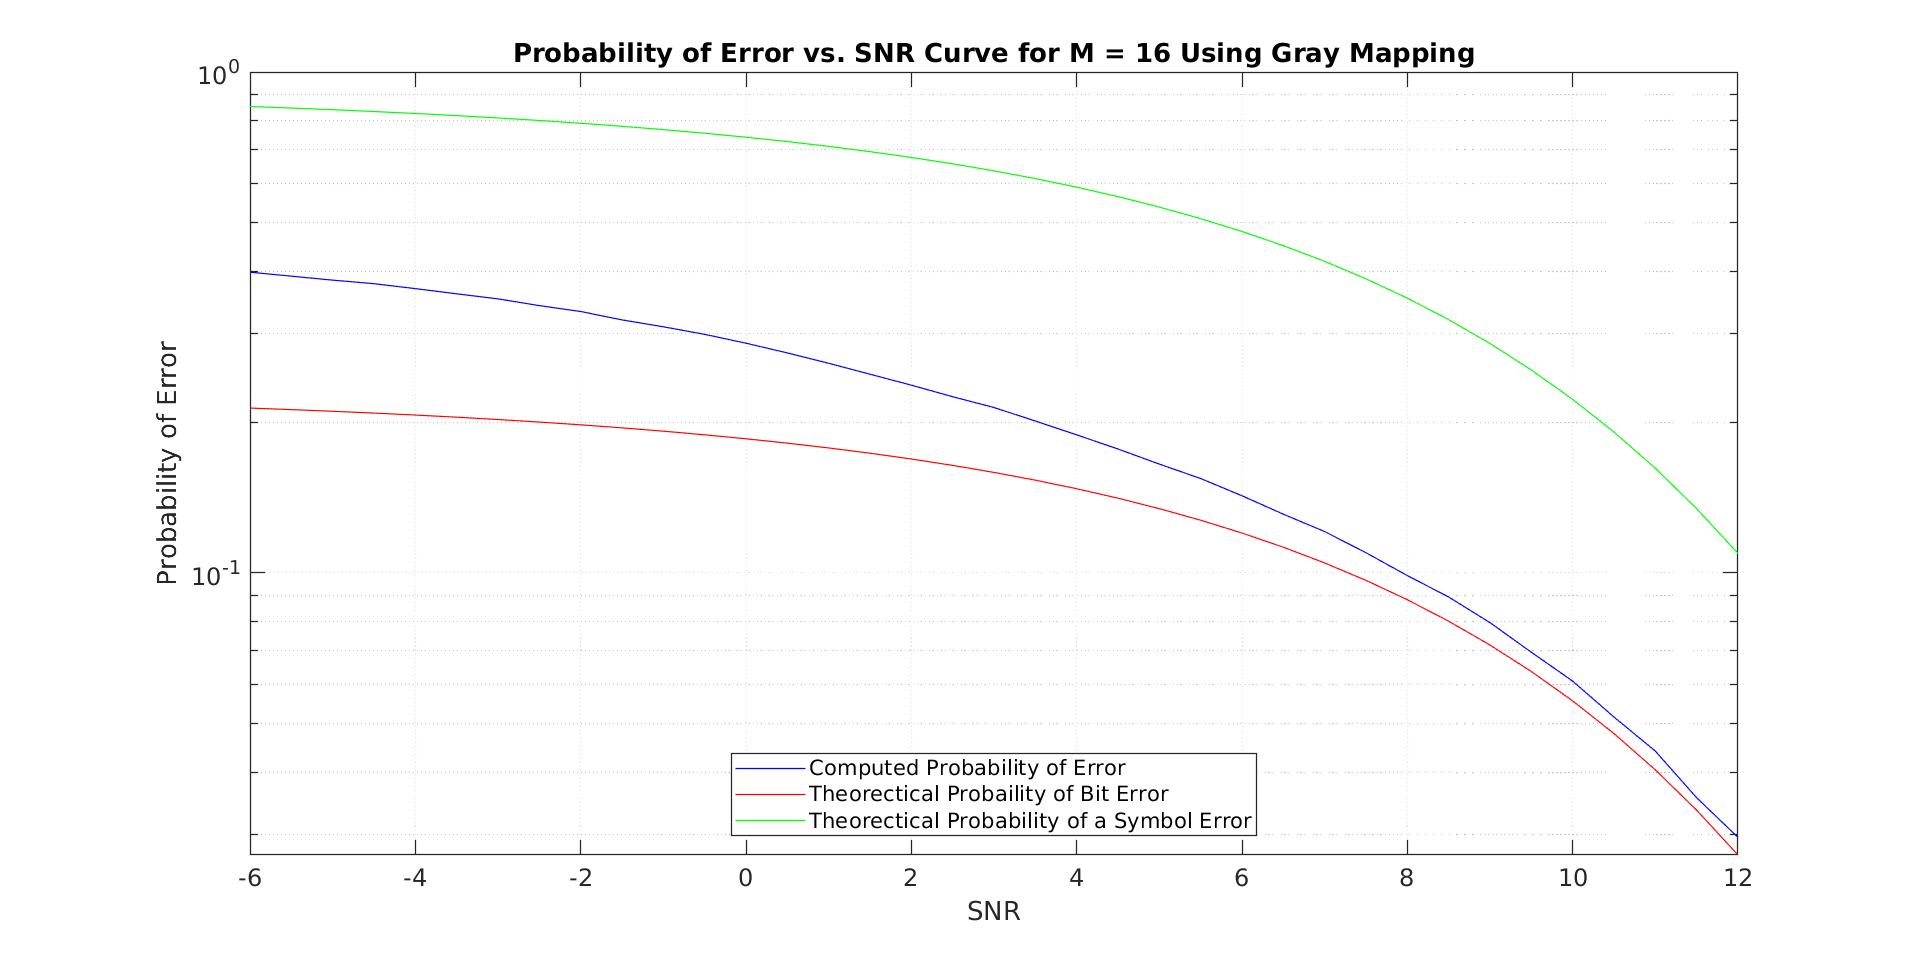 Probability of Error vs. SNR Curve for M = 16 Using Gray Mapping
10^0
10^-1
Probability of Error
Computed Probability of Error
Theorectical Probaility of Bit Error
Theorectical Probability of a Symbol Error
-6 -4 -2 0 2 4 6 8 10 12
SNR